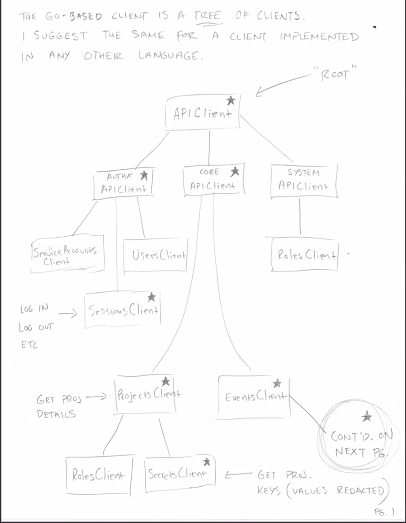 THE GO-BASED CLIENT IS A TREE OF CLIENTS.
I SUGGEST THE SAME FOR A CLIENT IMPLEMENTED
IN ANY OTHER LANGUAGE.
"ROOT"
APIClient
AUTHX
APIClient
CORE
APIClient
SYSTEM
APIClient
ServiceAccounts
Client
UsersClient
RolesClient
LOG IN
LOG OUT
ETC
SessionsClient
GET PROJ
DETAILS
ProjectsClient
EventsClient
CONT'D. ON
NEXT PG.
RolesClient
SecretsClient
GET PROJ.
KEYS (VALUES REDACTED)
PG. 1